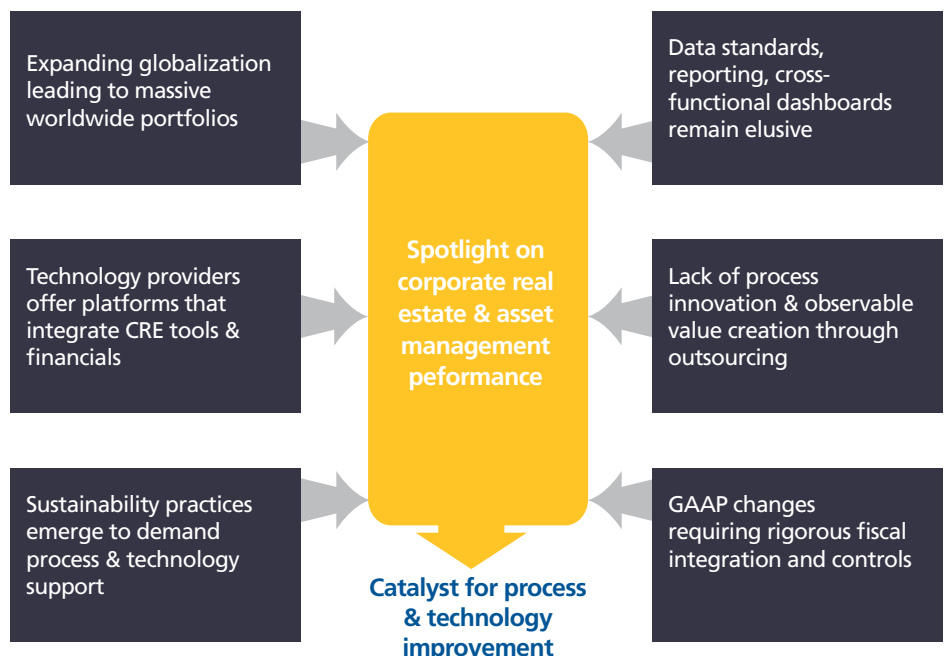 Expanding globalization
leading to massive
worldwide portfolios
Technology providers
offer platforms that
integrate CRE tools &
financials
Sustainability practices
emerge to demand
process & technology
support
Spotlight on
corporate real
estate & asset
management
peformance
Catalyst for process
& technology
improvement
Data standards,
reporting, cross-
functional dashboards
remain elusive
Lack of process
innovation & observable
value creation through
outsourcing
GAAP changes
requiring rigorous fiscal
integration and controls